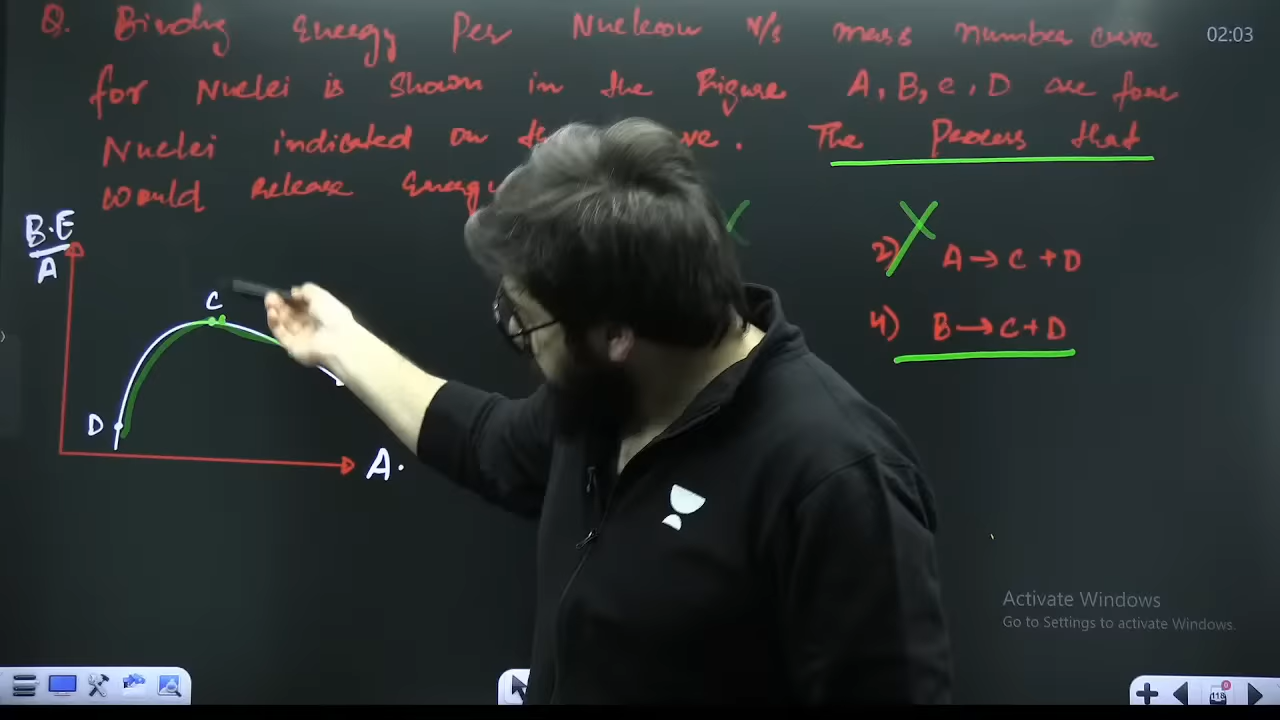 Q. Binding Energy Per Nucleon v/s mass number curve
02:03
for Nuclei is shown in the Figure A, B, C, D are four
Nuclei indicated on the. The Process that
would release Energy
B.E
A
2) A → C + D
C
4) B → C + D
D
A.
Activate Windows
Go to Settings to activate Windows.
118